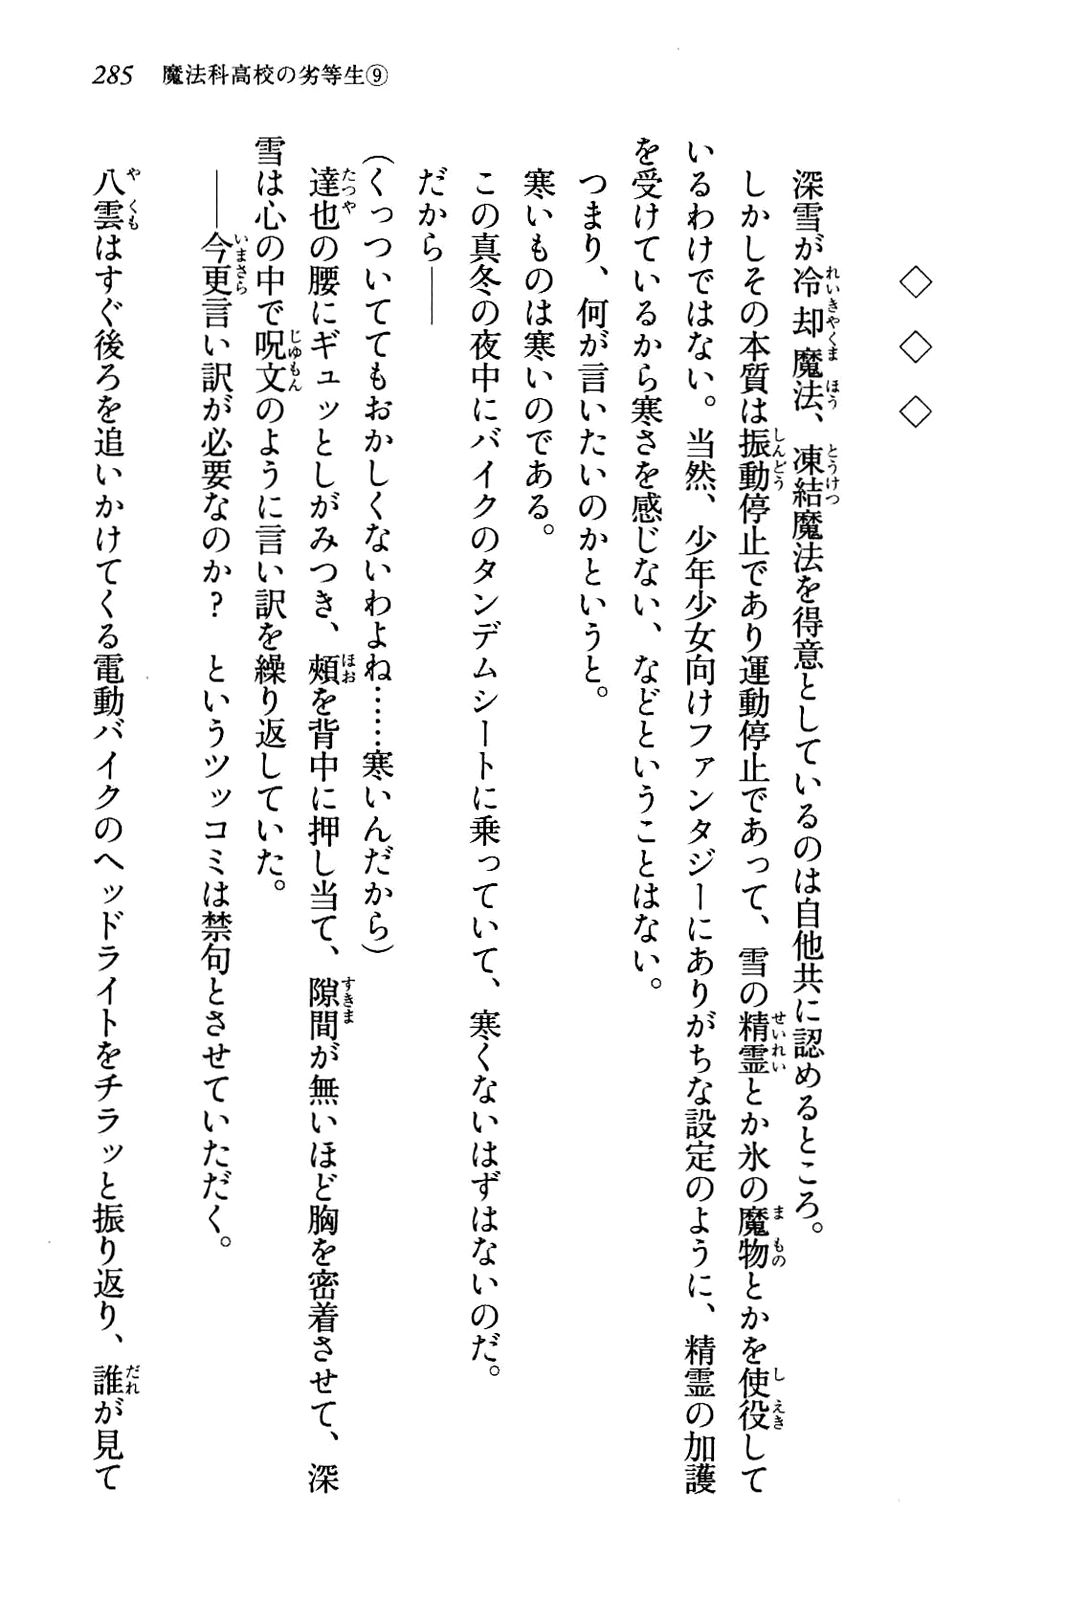 285 魔法科高校の劣等生⑨
◇ ◇ ◇
深雪が冷却魔法、凍結魔法を得意としているのは自他共に認めるところ。
しかしその本質は振動停止であり運動停止であって、雪の精霊とか氷の魔物とかを使役して
いるわけではない。当然、少年少女向けファンタジーにありがちな設定のように、精霊の加護
を受けているから寒さを感じない、などということはない。
つまり、何が言いたいのかというと。
寒いものは寒いのである。
この真冬の夜中にバイクのタンデムシートに乗っていて、寒くないはずはないのだ。
だから――
（くっついててもおかしくないわよね……寒いんだから）
達也の腰にギュッとしがみつき、頰を背中に押し当て、隙間が無いほど胸を密着させて、深
雪は心の中で呪文のように言い訳を繰り返していた。
――今更言い訳が必要なのか？　というツッコミは禁句とさせていただく。
八雲はすぐ後ろを追いかけてくる電動バイクのヘッドライトをチラッと振り返り、誰が見て